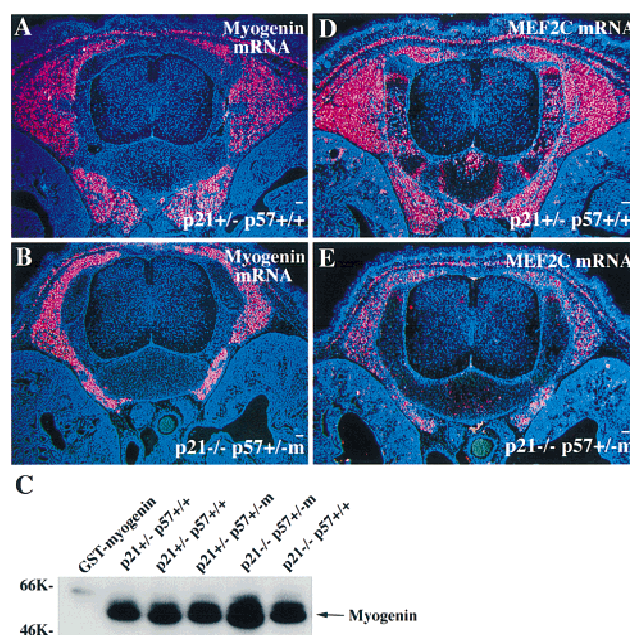 A
Myogenin
mRNA
p21+/- p57+/+
D
MEF2C mRNA
p21+/- p57+/+
B
Myogenin
mRNA
p21-/- p57+/-m
E
MEF2C mRNA
p21-/- p57+/-m
C
GST-myogenin
p21+/- p57+/+
p21+/- p57+/+
p21+/- p57+/-m
p21-/- p57+/-m
p21-/- p57+/+
66K-
46K-
Myogenin